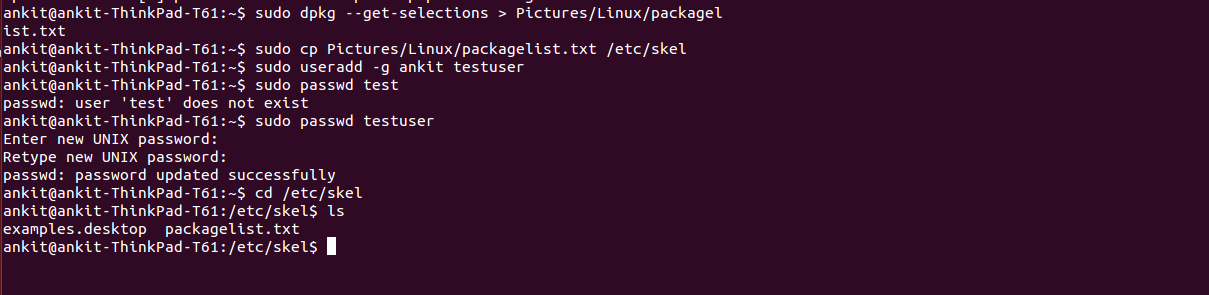 ankit@ankit-ThinkPad-T61:~$ sudo dpkg --get-selections > Pictures/Linux/packagel
ist.txt
ankit@ankit-ThinkPad-T61:~$ sudo cp Pictures/Linux/packagelist.txt /etc/skel
ankit@ankit-ThinkPad-T61:~$ sudo useradd -g ankit testuser
ankit@ankit-ThinkPad-T61:~$ sudo passwd test
passwd: user 'test' does not exist
ankit@ankit-ThinkPad-T61:~$ sudo passwd testuser
Enter new UNIX password:
Retype new UNIX password:
passwd: password updated successfully
ankit@ankit-ThinkPad-T61:~$ cd /etc/skel
ankit@ankit-ThinkPad-T61:/etc/skel$ ls
examples.desktop  packagelist.txt
ankit@ankit-ThinkPad-T61:/etc/skel$